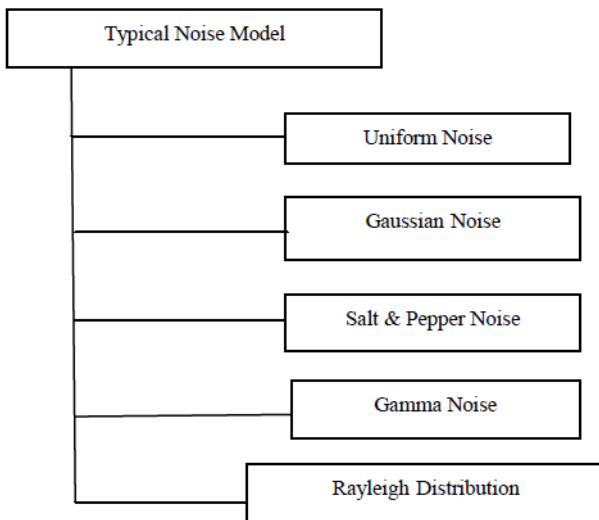 Typical Noise Model
Uniform Noise
Gaussian Noise
Salt & Pepper Noise
Gamma Noise
Rayleigh Distribution